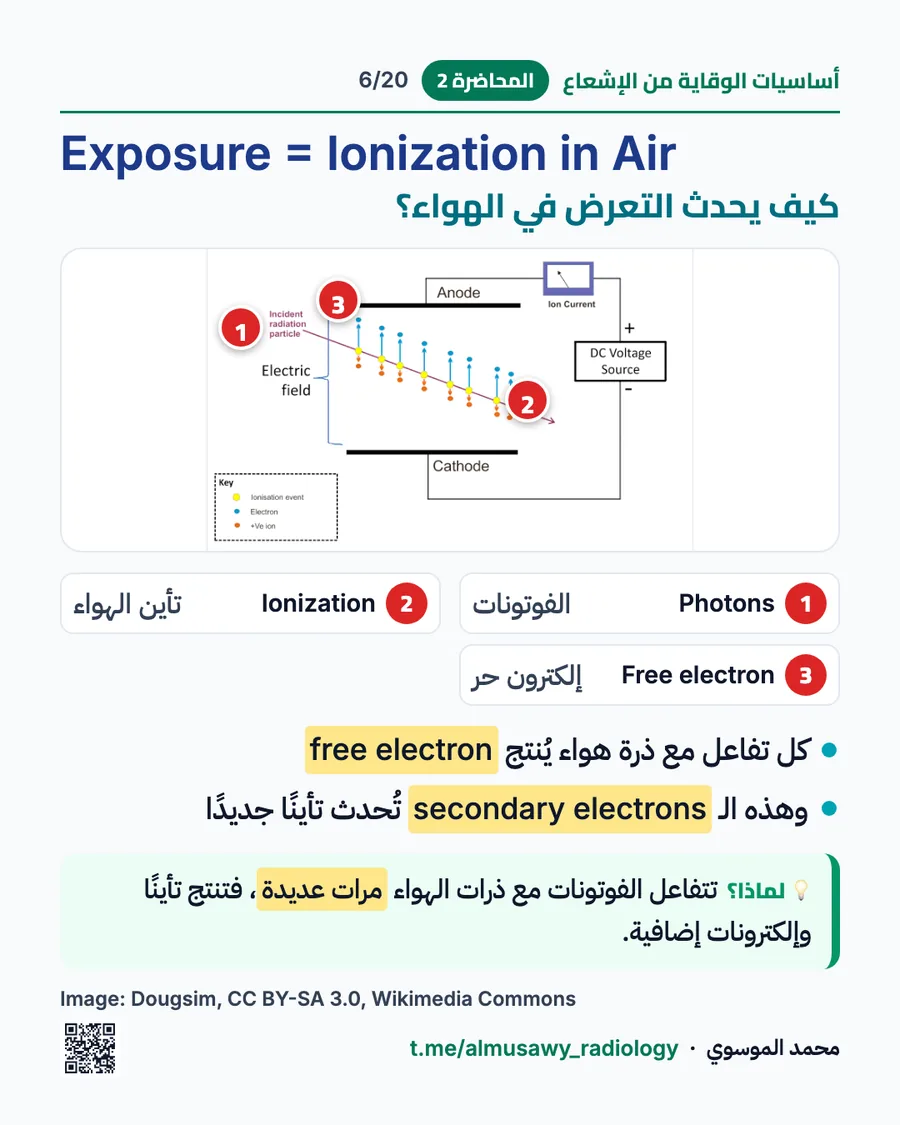 أساسيات الوقاية من الإشعاع المحاضرة 2 6/20
Exposure = Ionization in Air
كيف يحدث التعرض في الهواء؟
Anode
Ion Current
3
1
Incident
radiation
particle
+
DC Voltage
Source
-
Electric
field
2
Cathode
Key
Ionisation event
Electron
+Ve ion
1 Photons الفوتونات
2 Ionization تأين الهواء
3 Free electron إلكترون حر
كل تفاعل مع ذرة هواء يُنتج free electron
وهذه الـ secondary electrons تُحدث تأينًا جديدًا
💡 لماذا؟ تتفاعل الفوتونات مع ذرات الهواء مرات عديدة، فتنتج تأينًا
وإلكترونات إضافية.
Image: Dougsim, CC BY-SA 3.0, Wikimedia Commons
محمد الموسوي · t.me/almusawy_radiology